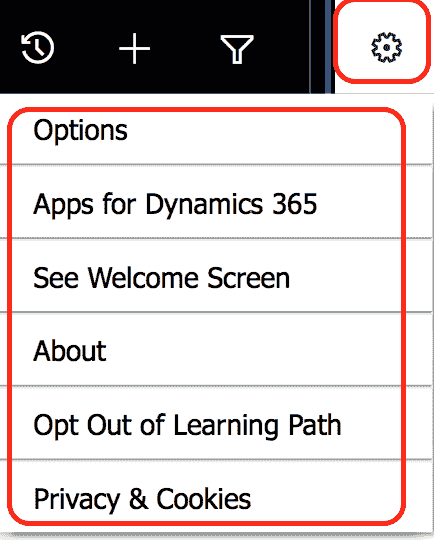 Options
Apps for Dynamics 365
See Welcome Screen
About
Opt Out of Learning Path
Privacy & Cookies